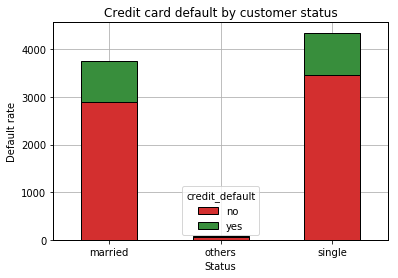 Credit card default by customer status
Default rate
4000
3000
2000
1000
0
credit_default
no
yes
married
others
single
Status